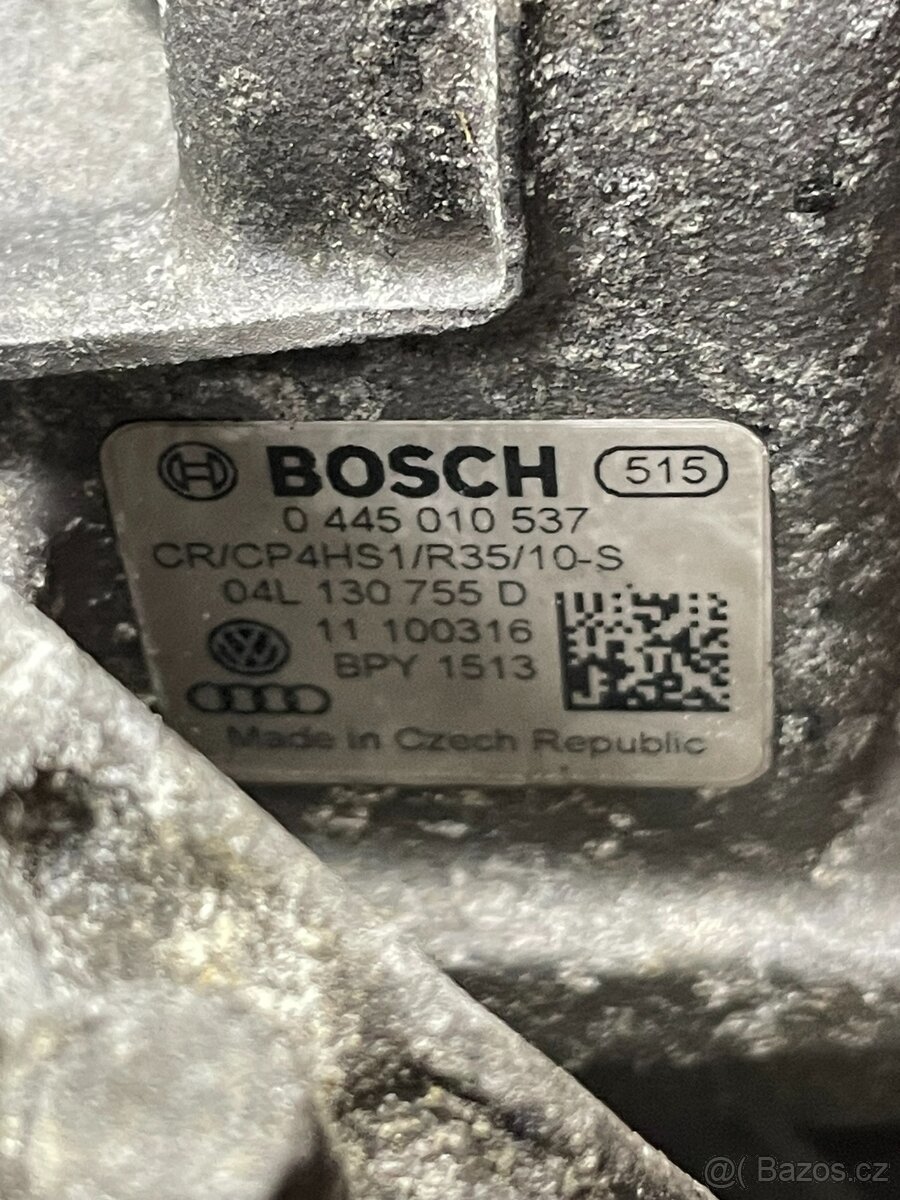 BOSCH 515
0 445 010 537
CR/CP4HS1/R35/10-S
04L 130 755 D
11 100316
BPY 1513
Made in Czech Republic
@( Bazos.cz